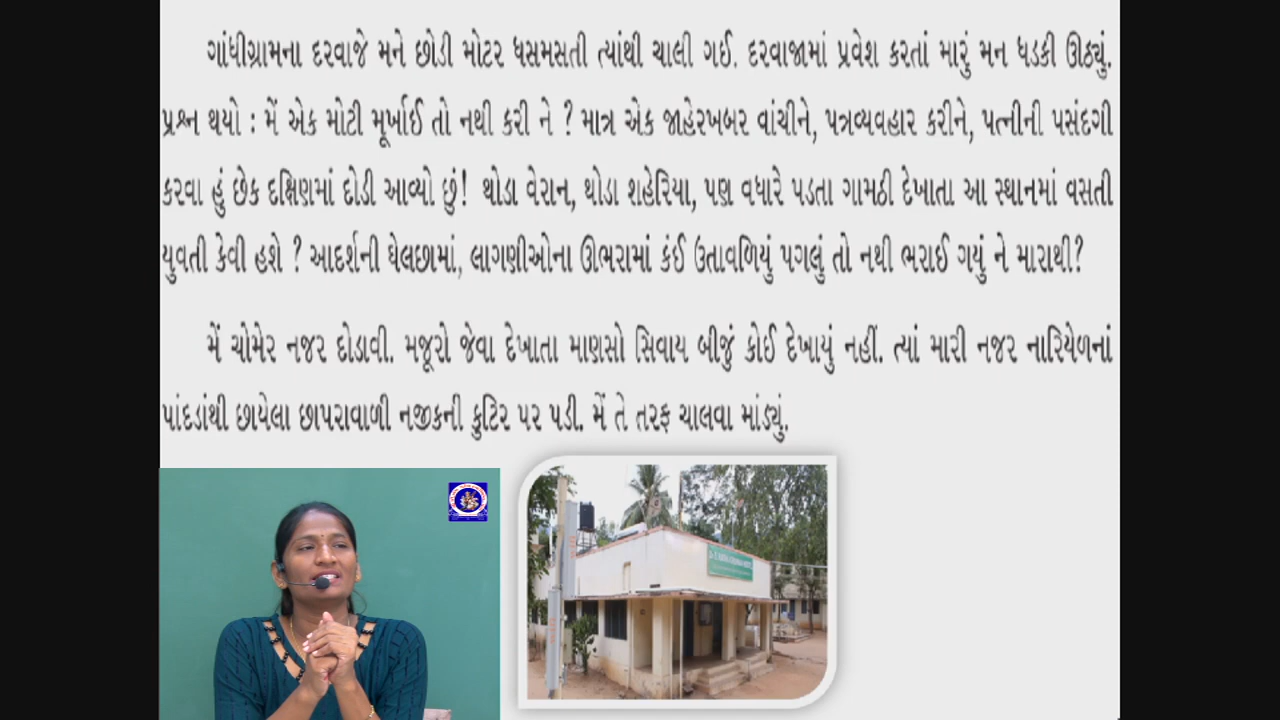 ગાંધીગ્રામના દરવાજે મને છોડી મોટર ધસમસતી ત્યાંથી ચાલી ગઈ. દરવાજામાં પ્રવેશ કરતાં મારું મન ધડકી ઊઠ્યું.
પ્રશ્ન થયો : મેં એક મોટી મૂર્ખાઈ તો નથી કરી ને ? માત્ર એક જાહેરખબર વાંચીને, પત્રવ્યવહાર કરીને, પત્નીની પસંદગી
કરવા હું છેક દક્ષિણમાં દોડી આવ્યો છું! થોડા વેરાન, થોડા શહેરિયા, પણ વધારે પડતા ગામઠી દેખાતા આ સ્થાનમાં વસતી
યુવતી કેવી હશે ? આદર્શની ઘેલછામાં, લાગણીઓના ઊભરામાં કંઈ ઉતાવળિયું પગલું તો નથી ભરાઈ ગયું ને મારાથી?
મેં ચોમેર નજર દોડાવી. મજૂરો જેવા દેખાતા માણસો સિવાય બીજું કોઈ દેખાયું નહીં. ત્યાં મારી નજર નારિયેળનાં
પાંદડાંથી છાયેલા છાપરાવાળી નજીકની કુટિર પર પડી. મેં તે તરફ ચાલવા માંડ્યું.